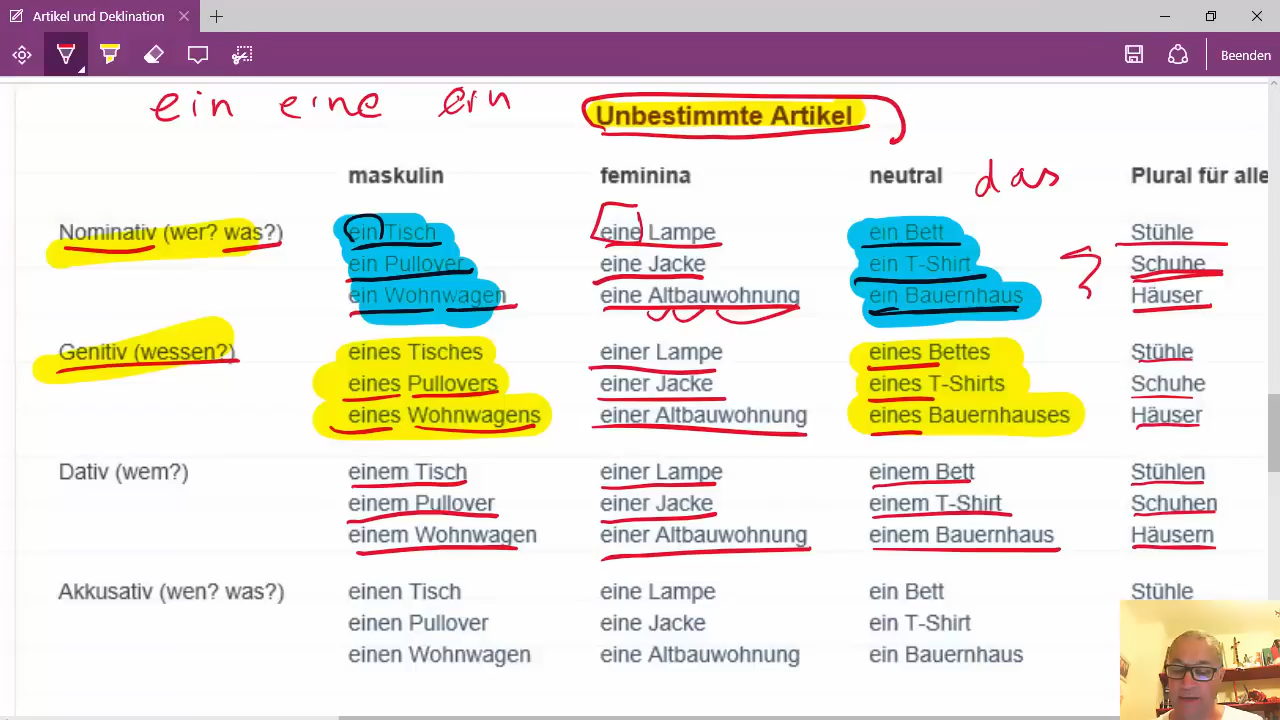 Artikel und Deklination
Beenden
ein eine ein
Unbestimmte Artikel
maskulin feminina neutral das Plural für alle
Nominativ (wer? was?) ein Tisch eine Lampe ein Bett Stühle
ein Pullover eine Jacke ein T-Shirt Schuhe
ein Wohnwagen eine Altbauwohnung ein Bauernhaus Häuser
Genitiv (wessen?) eines Tisches einer Lampe eines Bettes Stühle
eines Pullovers einer Jacke eines T-Shirts Schuhe
eines Wohnwagens einer Altbauwohnung eines Bauernhauses Häuser
Dativ (wem?) einem Tisch einer Lampe einem Bett Stühlen
einem Pullover einer Jacke einem T-Shirt Schuhen
einem Wohnwagen einer Altbauwohnung einem Bauernhaus Häusern
Akkusativ (wen? was?) einen Tisch eine Lampe ein Bett Stühle
einen Pullover eine Jacke ein T-Shirt
einen Wohnwagen eine Altbauwohnung ein Bauernhaus